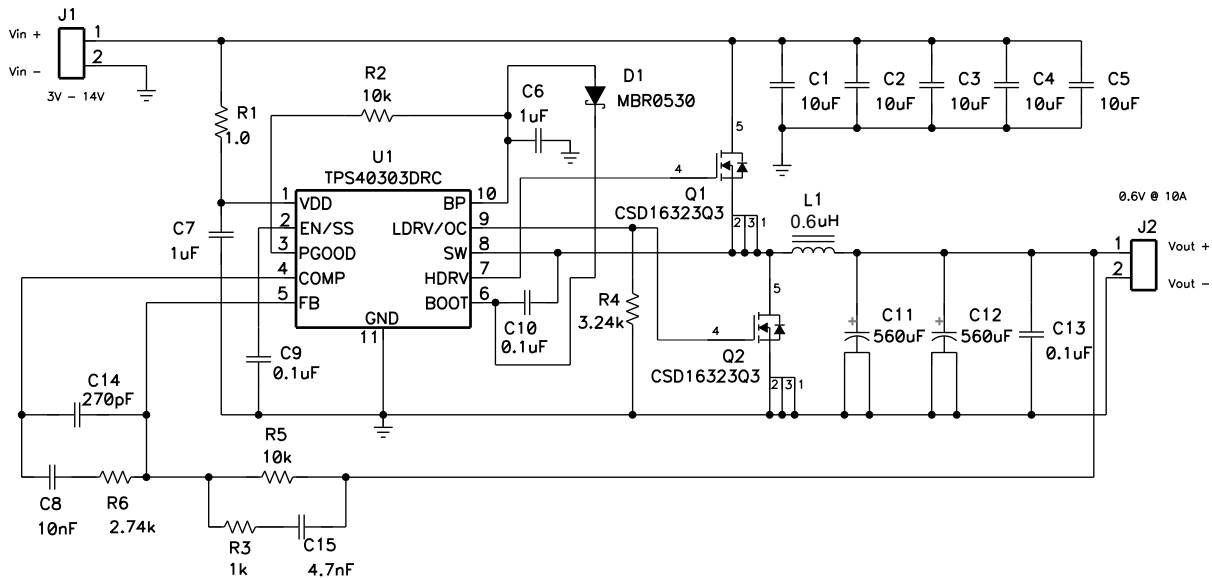 J1
Vin +
1
2
Vin -
3V - 14V
R1
1.0
R2
10k
C6
1uF
D1
MBR0530
C1
10uF
C2
10uF
C3
10uF
C4
10uF
C5
10uF
U1
TPS40303DRC
1 VDD
2 EN/SS
3 PGOOD
4 COMP
5 FB
BP 10
LDRV/OC 9
SW 8
HDRV 7
BOOT 6
GND
11
C7
1uF
5
4
Q1
CSD16323Q3
2 3 1
L1
0.6uH
0.6V @ 10A
J2
1
2
Vout +
Vout -
R4
3.24k
C10
0.1uF
5
4
Q2
CSD16323Q3
2 3 1
+
C11
560uF
+
C12
560uF
C13
0.1uF
C9
0.1uF
C14
270pF
C8
10nF
R6
2.74k
R5
10k
R3
1k
C15
4.7nF